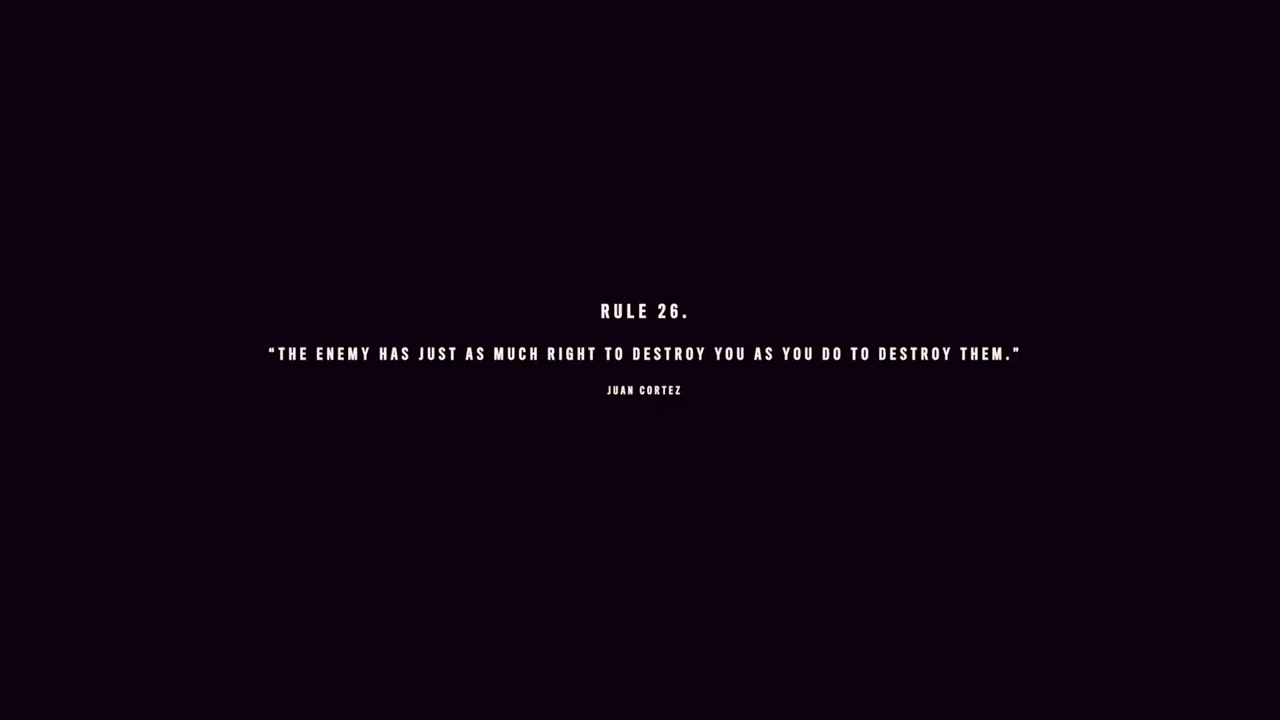 RULE 26.
“THE ENEMY HAS JUST AS MUCH RIGHT TO DESTROY YOU AS YOU DO TO DESTROY THEM.”
JUAN CORTEZ